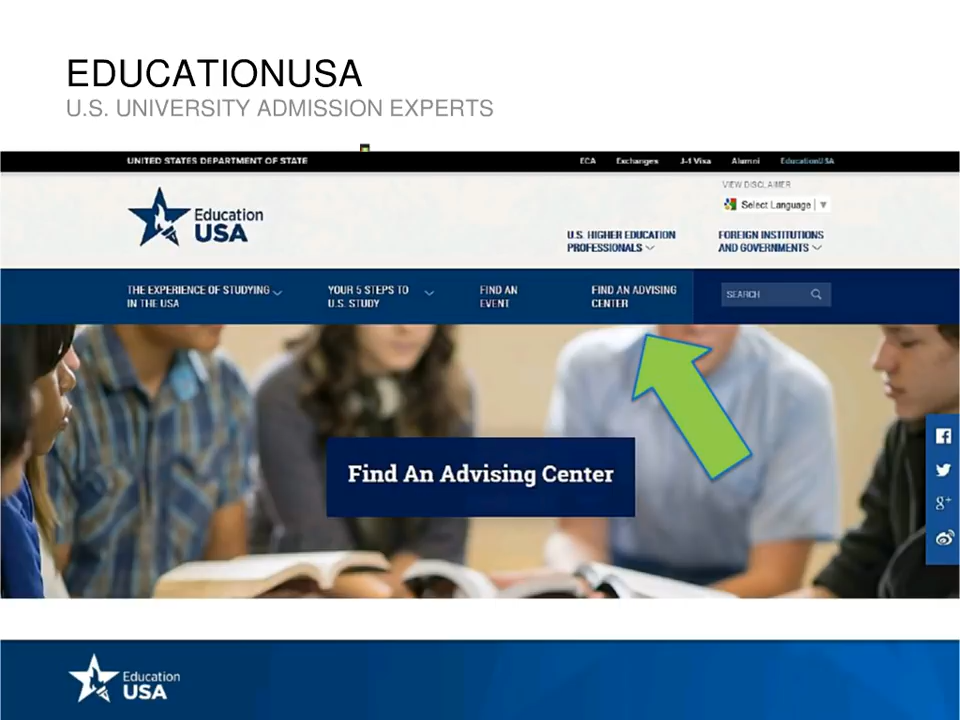 EDUCATIONUSA
U.S. UNIVERSITY ADMISSION EXPERTS
UNITED STATES DEPARTMENT OF STATE
ECA Exchanges J-1 Visa Alumni EducationUSA
VIEW DISCLAIMER
Select Language
Education
USA
U.S. HIGHER EDUCATION
PROFESSIONALS
FOREIGN INSTITUTIONS
AND GOVERNMENTS
THE EXPERIENCE OF STUDYING
IN THE USA
YOUR 5 STEPS TO
U.S. STUDY
FIND AN
EVENT
FIND AN ADVISING
CENTER
SEARCH
Find An Advising Center
g+
Education
USA